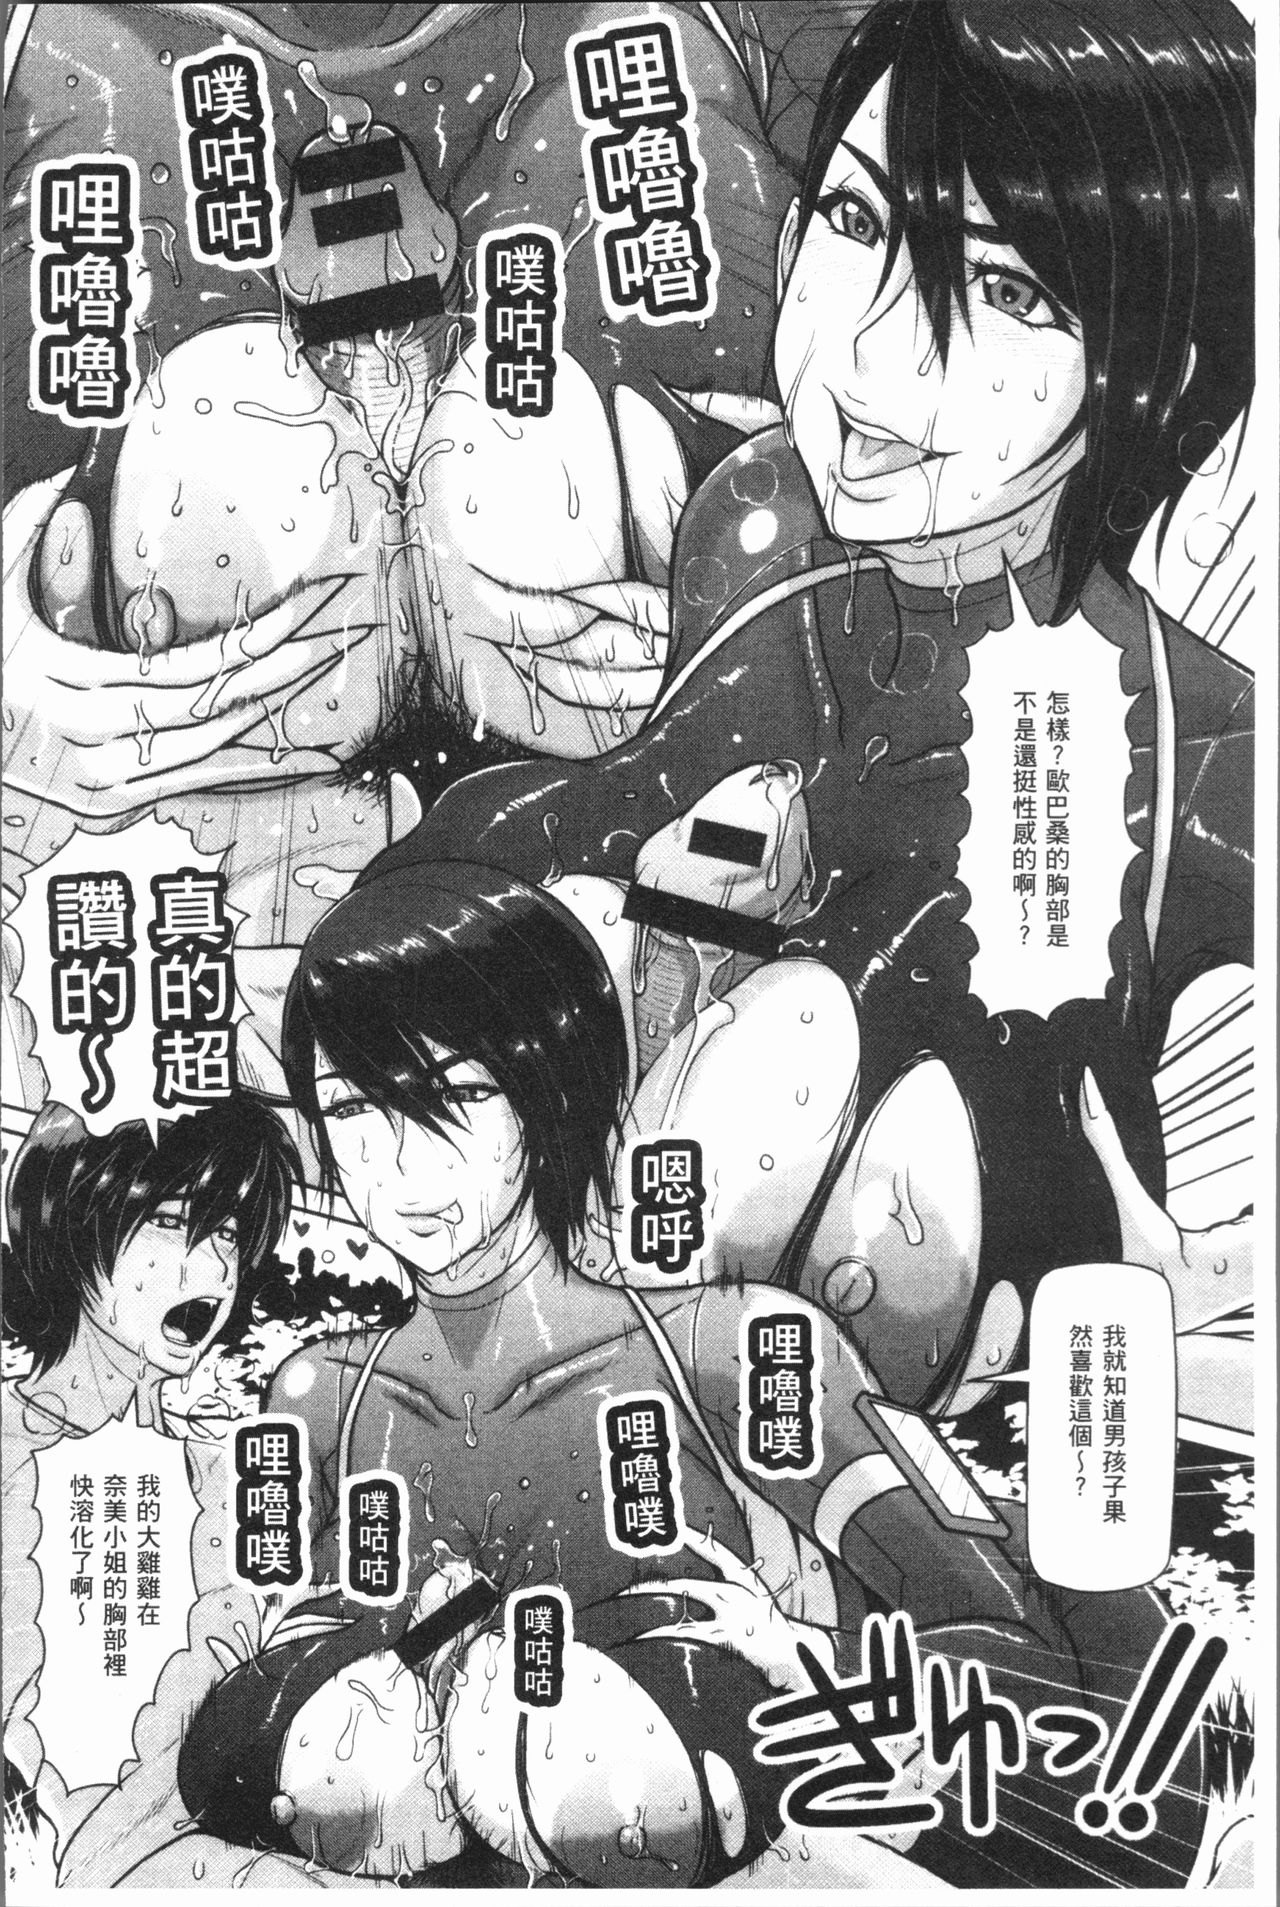 哩嚕嚕
噗咕咕
噗咕咕
哩嚕嚕
怎樣？歐巴桑的胸部是
不是還挺性感的啊～？
真的超
讚的～
嗯呼
我就知道男孩子果
然喜歡這個～？
哩嚕噗
哩嚕噗
噗咕咕
哩嚕噗
噗咕咕
我的大雞雞在
奈美小姐的胸部裡
快溶化了啊～
ぎゅっ!!